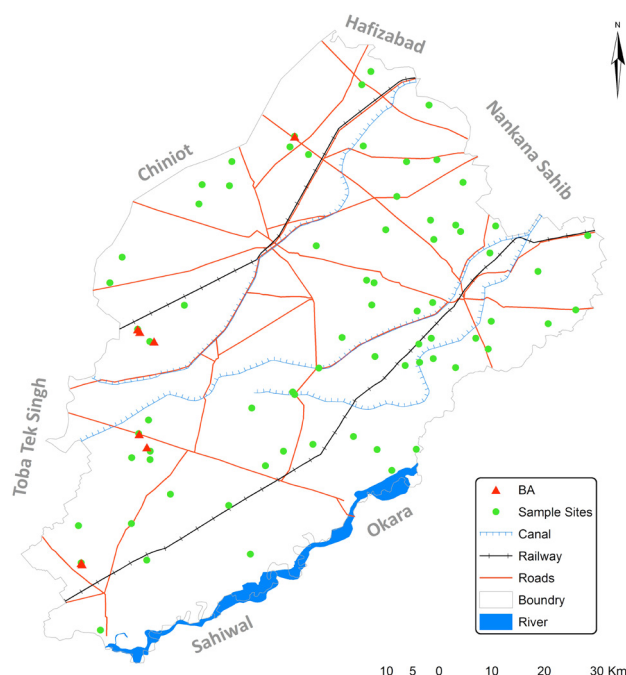 Hafizabad
N
Nankana Sahib
Chiniot
Toba Tek Singh
Okara
Sahiwal
BA
Sample Sites
Canal
Railway
Roads
Boundry
River
10 5 0 10 20 30 Km